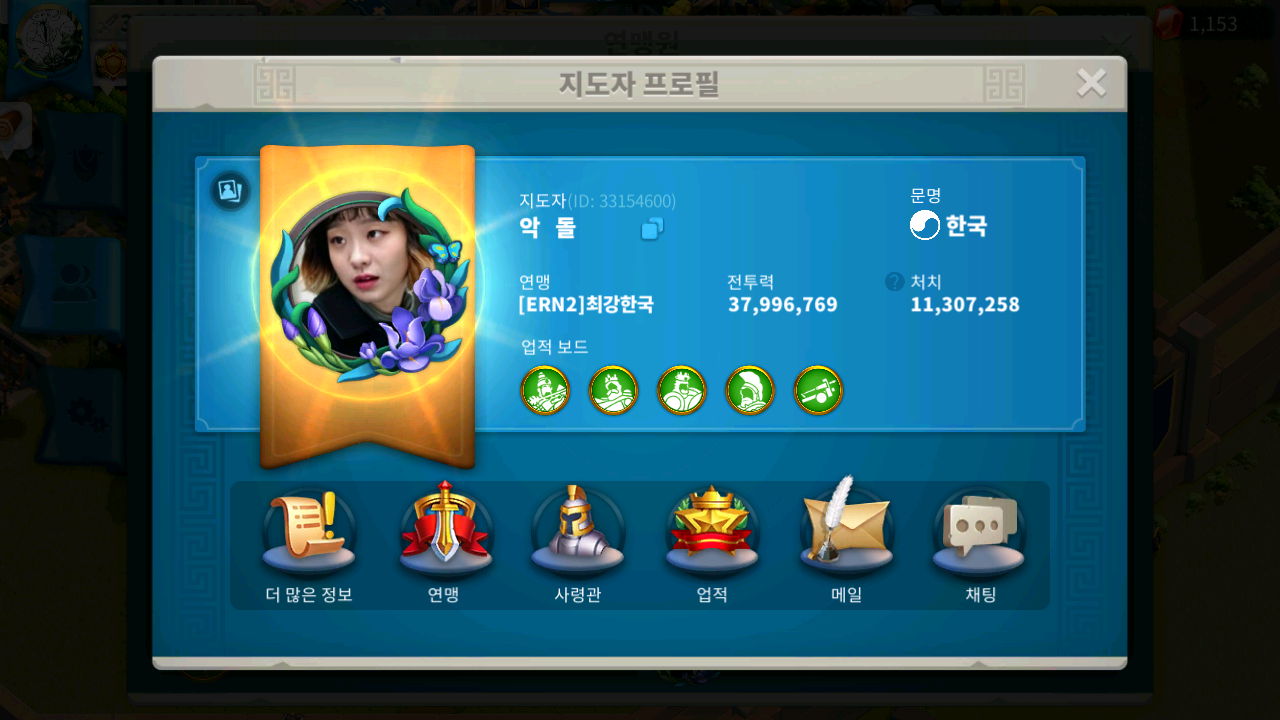 1,153
연맹원
지도자 프로필
지도자(ID: 33154600)
악 돌
문명
한국
연맹
[ERN2]최강한국
전투력
37,996,769
? 처치
11,307,258
업적 보드
더 많은 정보
연맹
사령관
업적
메일
채팅